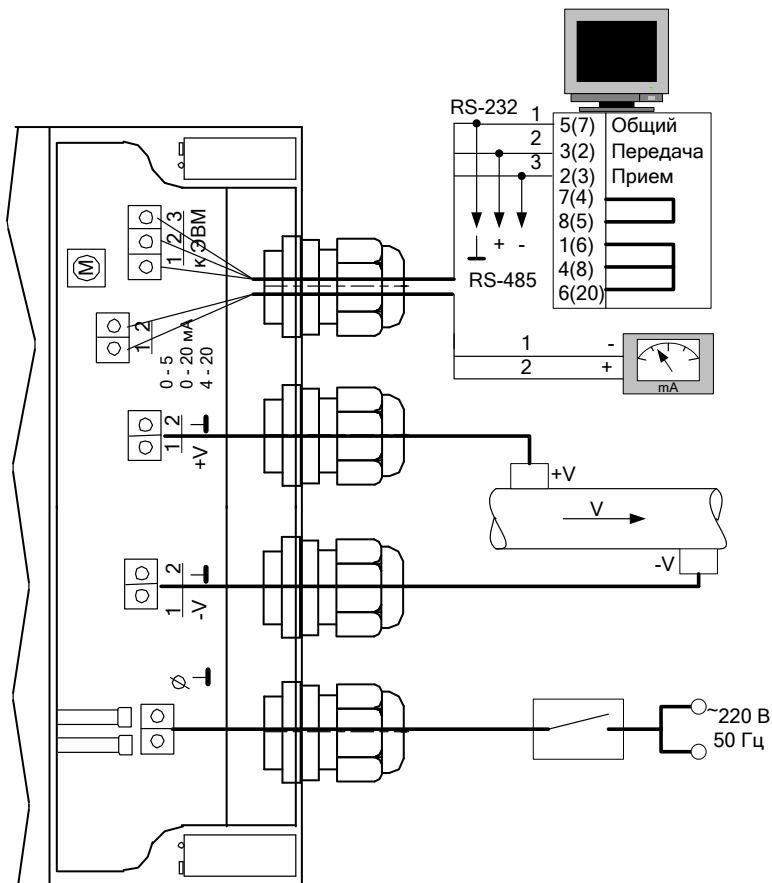 RS-232
1
2
3
5(7) Общий
3(2) Передача
2(3) Прием
7(4)
8(5)
1(6)
4(8)
6(20)
+ -
RS-485
1 2 3
к ЭВМ
M
1 2
0 - 5
0 - 20 мА
4 - 20
1 -
2 +
mA
1 2
+V
+V
V
-V
1 2
-V
~220 В
50 Гц